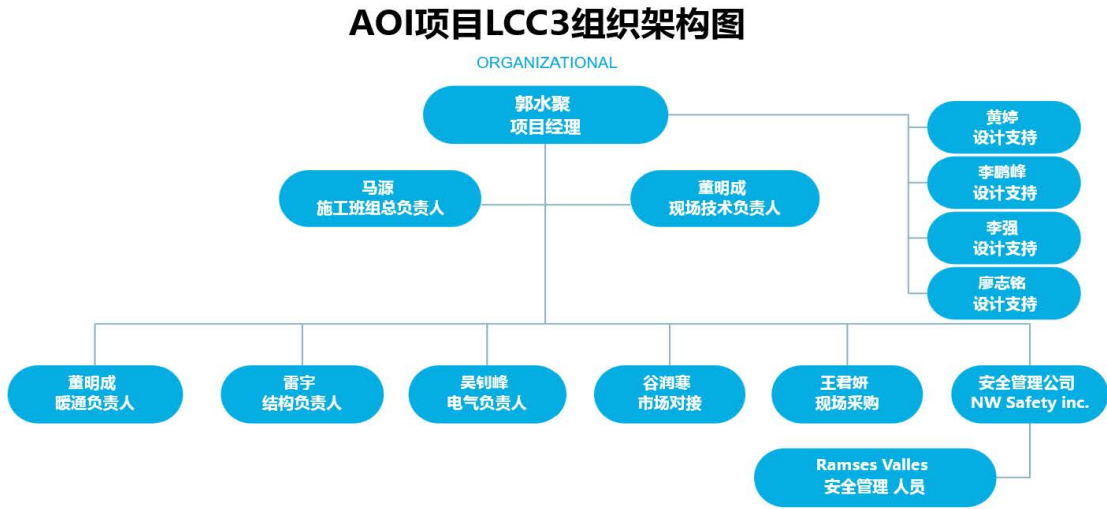 AOI项目LCC3组织架构图
ORGANIZATIONAL
郭水聚
项目经理
黄婷
设计支持
李鹏峰
设计支持
李强
设计支持
廖志铭
设计支持
马源
施工班组总负责人
董明成
现场技术负责人
董明成
暖通负责人
雷宇
结构负责人
吴钊峰
电气负责人
谷润寒
市场对接
王君妍
现场采购
安全管理公司
NW Safety inc.
Ramses Valles
安全管理 人员